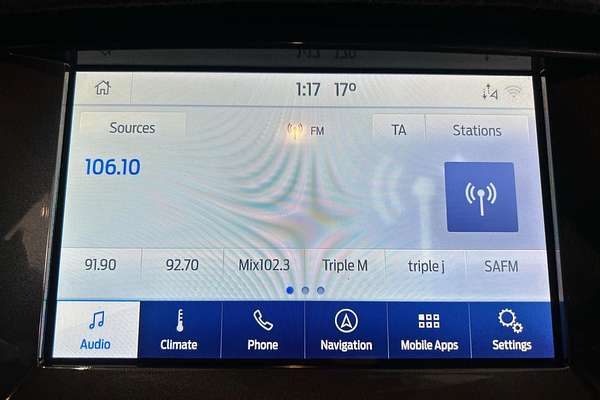 1:17 17°
Sources FM TA Stations
106.10
91.90 92.70 Mix102.3 Triple M triple j SAFM
Audio Climate Phone Navigation Mobile Apps Settings